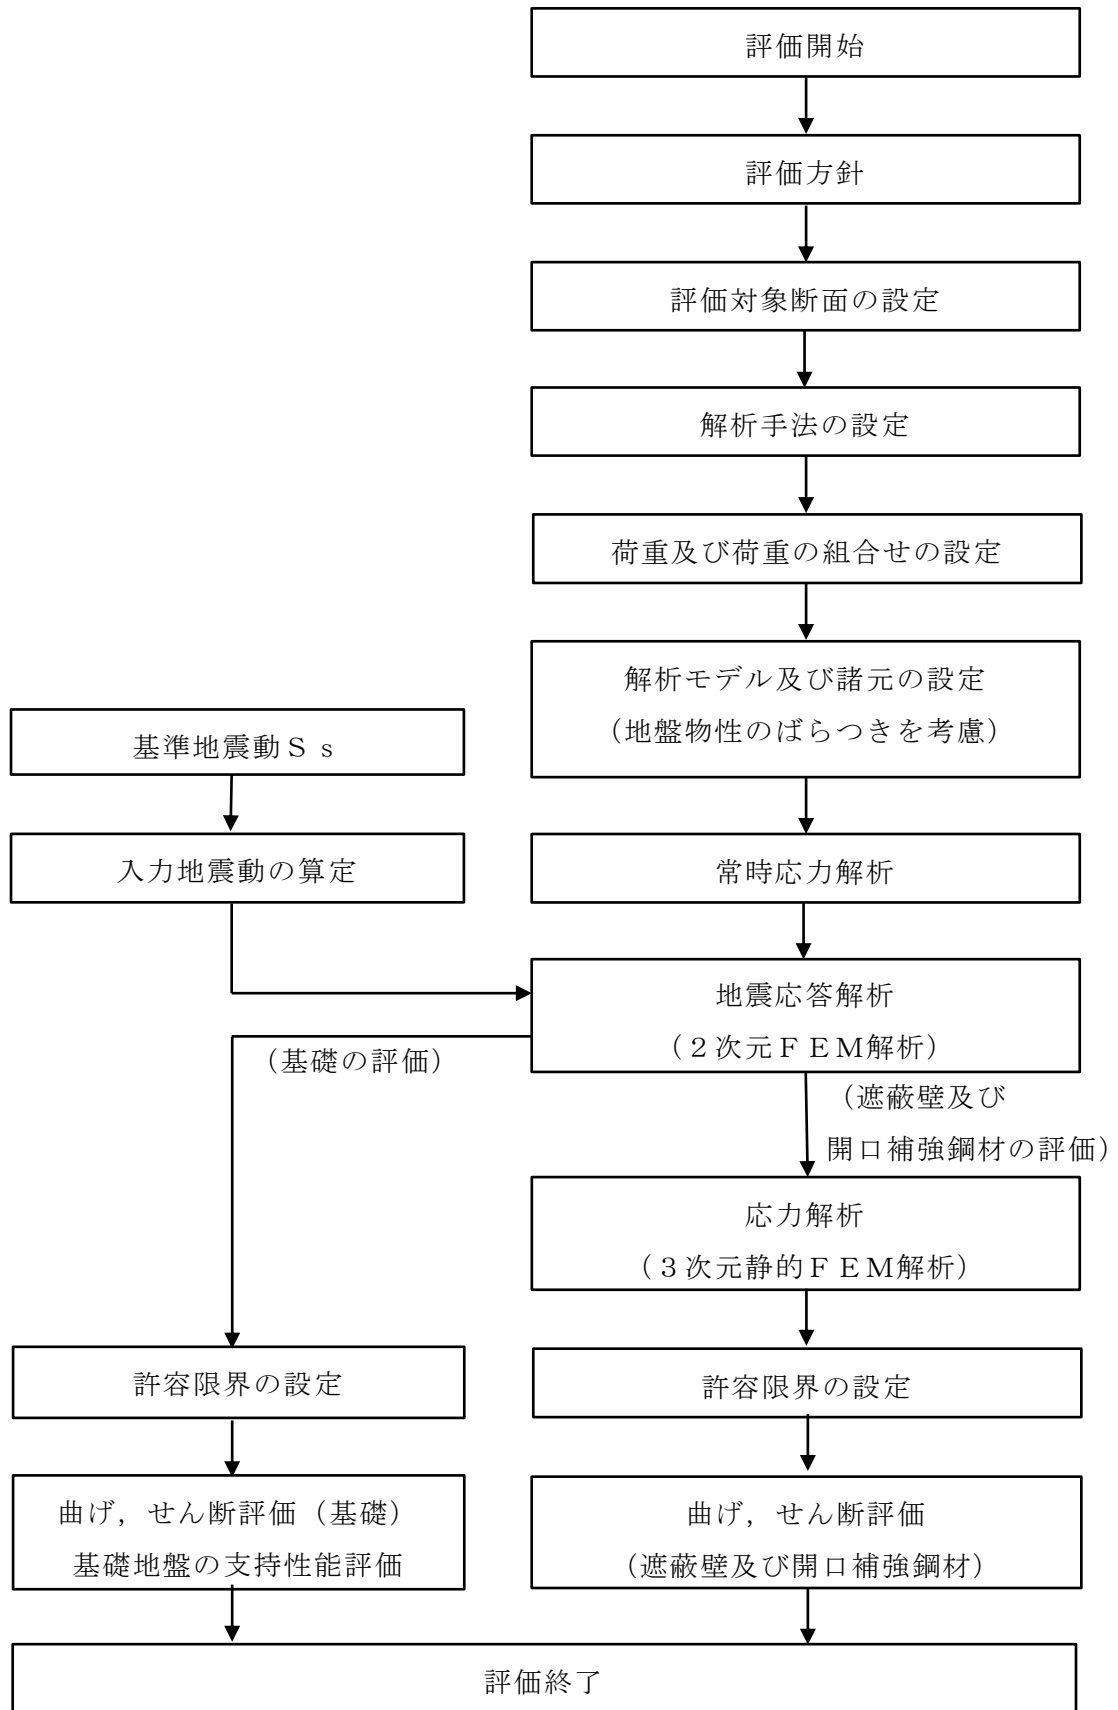 評価開始
評価方針
評価対象断面の設定
解析手法の設定
荷重及び荷重の組合せの設定
解析モデル及び諸元の設定
（地盤物性のばらつきを考慮）
基準地震動Ｓｓ
入力地震動の算定
常時応力解析
地震応答解析
（２次元ＦＥＭ解析）
（基礎の評価）
（遮蔽壁及び
開口補強鋼材の評価）
応力解析
（３次元静的ＦＥＭ解析）
許容限界の設定
許容限界の設定
曲げ，せん断評価（基礎）
基礎地盤の支持性能評価
曲げ，せん断評価
（遮蔽壁及び開口補強鋼材）
評価終了